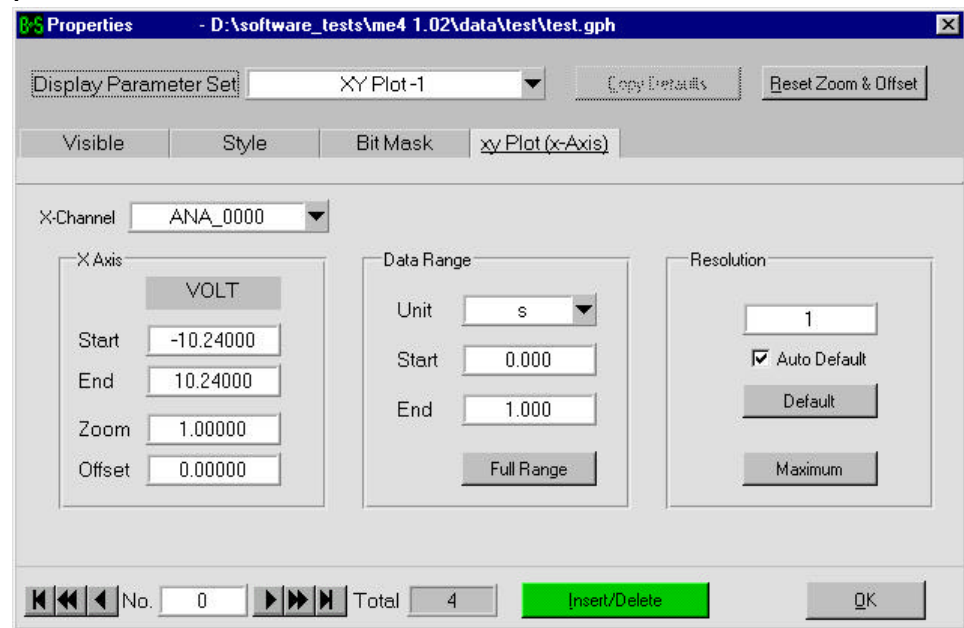 B&S Properties - D:\software_tests\me4 1.02\data\test\test.gph
Display Parameter Set XY Plot-1 Copy Defaults Reset Zoom & Offset
Visible Style Bit Mask xy Plot (x-Axis)
X-Channel ANA_0000
X Axis
VOLT
Start -10.24000
End 10.24000
Zoom 1.00000
Offset 0.00000
Data Range
Unit s
Start 0.000
End 1.000
Full Range
Resolution
1
Auto Default
Default
Maximum
No. 0 Total 4 Insert/Delete OK